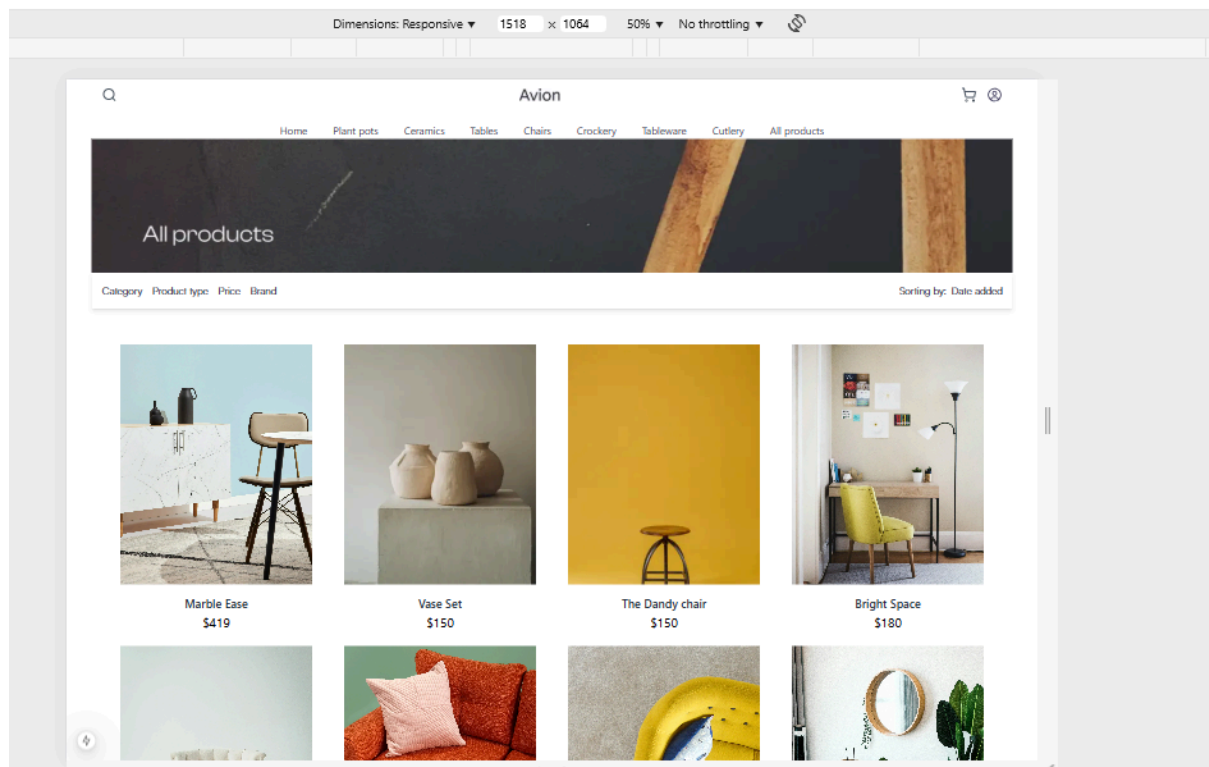 Dimensions: Responsive ▼ 1518 × 1064 50% ▼ No throttling ▼
Avion
Home Plant pots Ceramics Tables Chairs Crockery Tableware Cutlery All products
All products
Category Product type Price Brand Sorting by: Date added
Marble Ease Vase Set The Dandy chair Bright Space
$419 $150 $150 $180